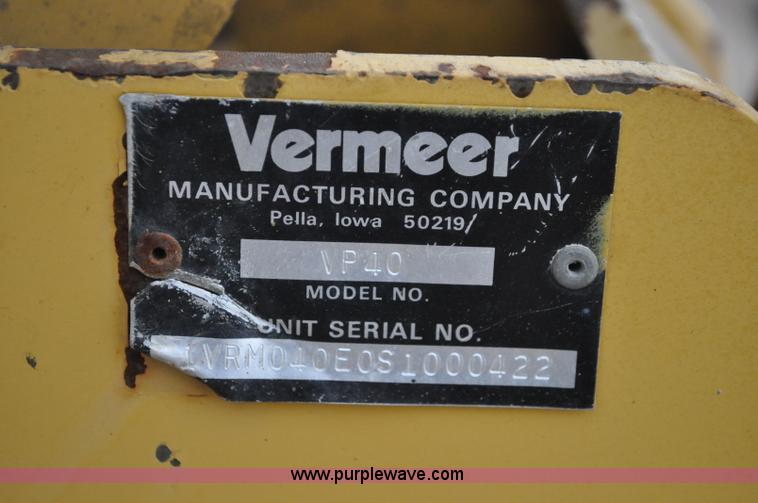 Vermeer
MANUFACTURING COMPANY
Pella, Iowa 50219
VP40
MODEL NO.
UNIT SERIAL NO.
1VRM040E0S1000422
www.purplewave.com